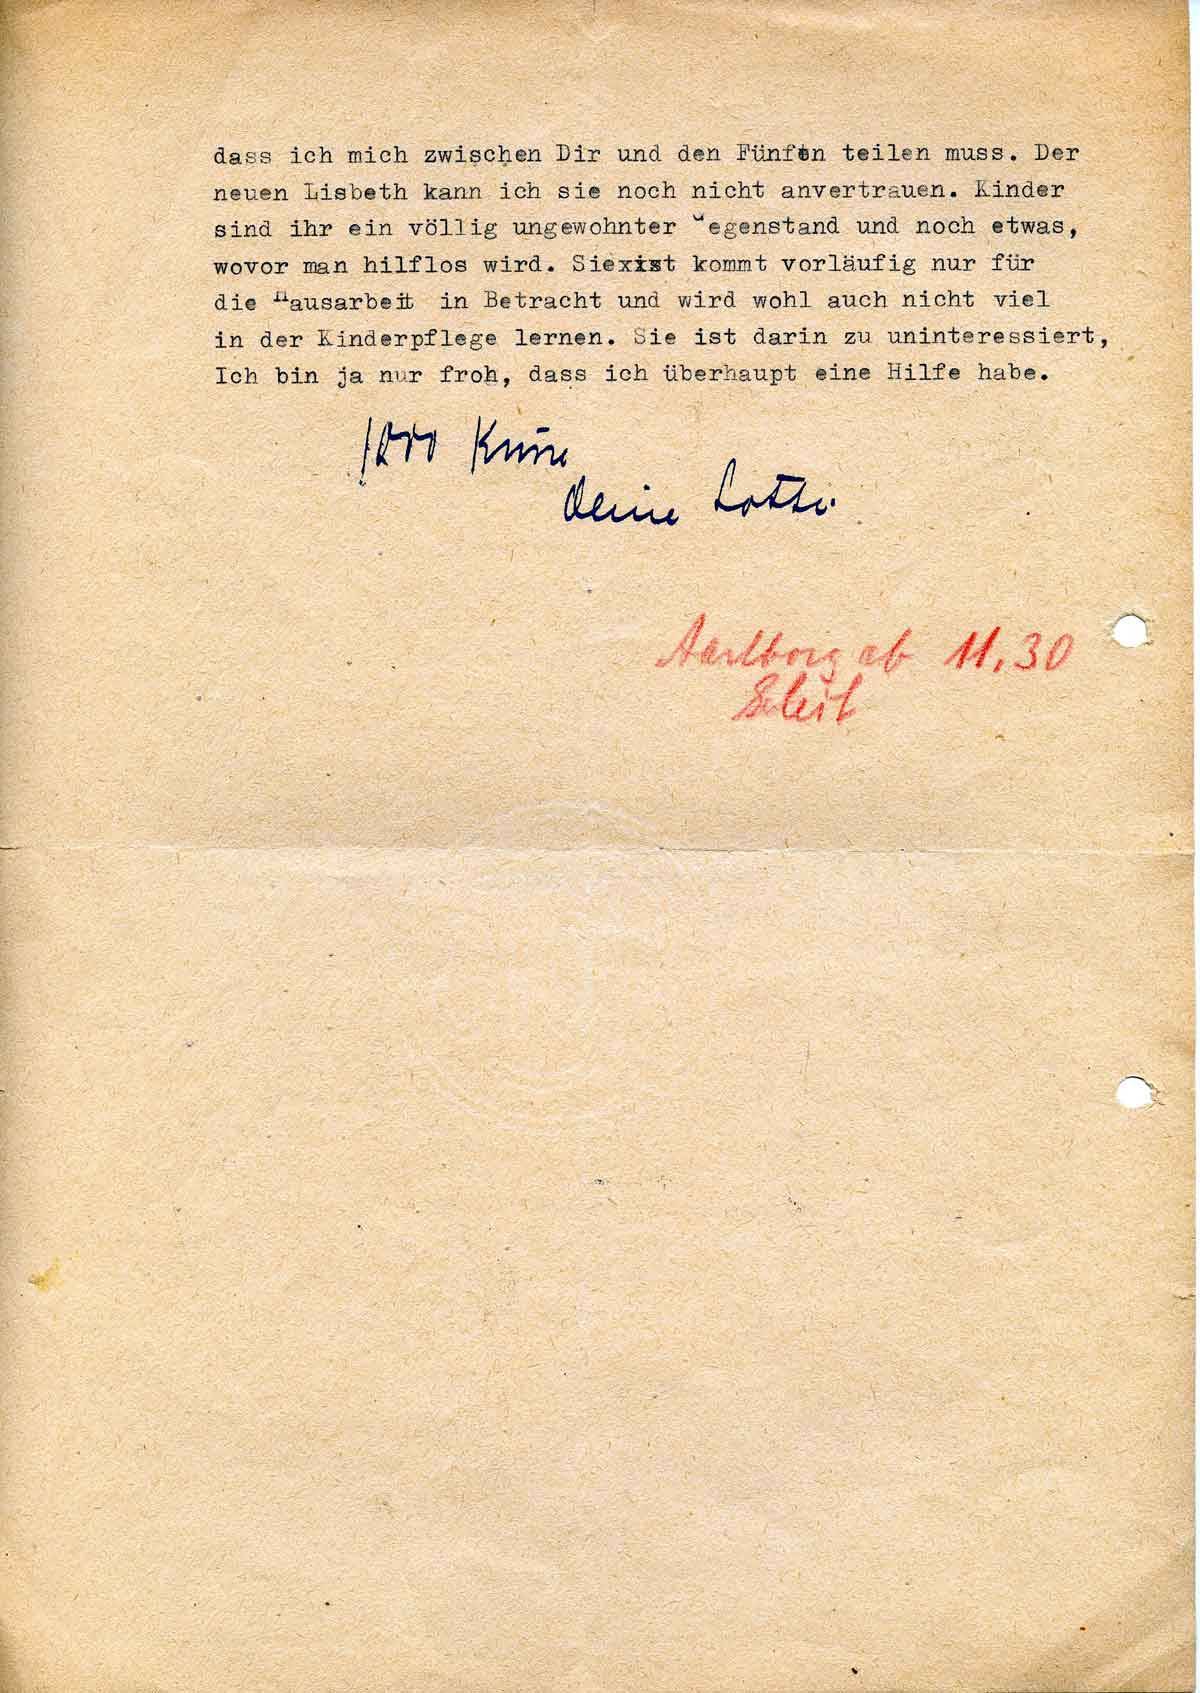 dass ich mich zwischen Dir und den Fünfen teilen muss. Der
neuen Lisbeth kann ich sie noch nicht anvertrauen. Kinder
sind ihr ein völlig ungewohnter Gegenstand und noch etwas,
wovor man hilflos wird. Siexist kommt vorläufig nur für
die Hausarbeit in Betracht und wird wohl auch nicht viel
in der Kinderpflege lernen. Sie ist darin zu uninteressiert,
Ich bin ja nur froh, dass ich überhaupt eine Hilfe habe.
1000 Küsse
Deine Lotte.
Aarlborg ab 11.30